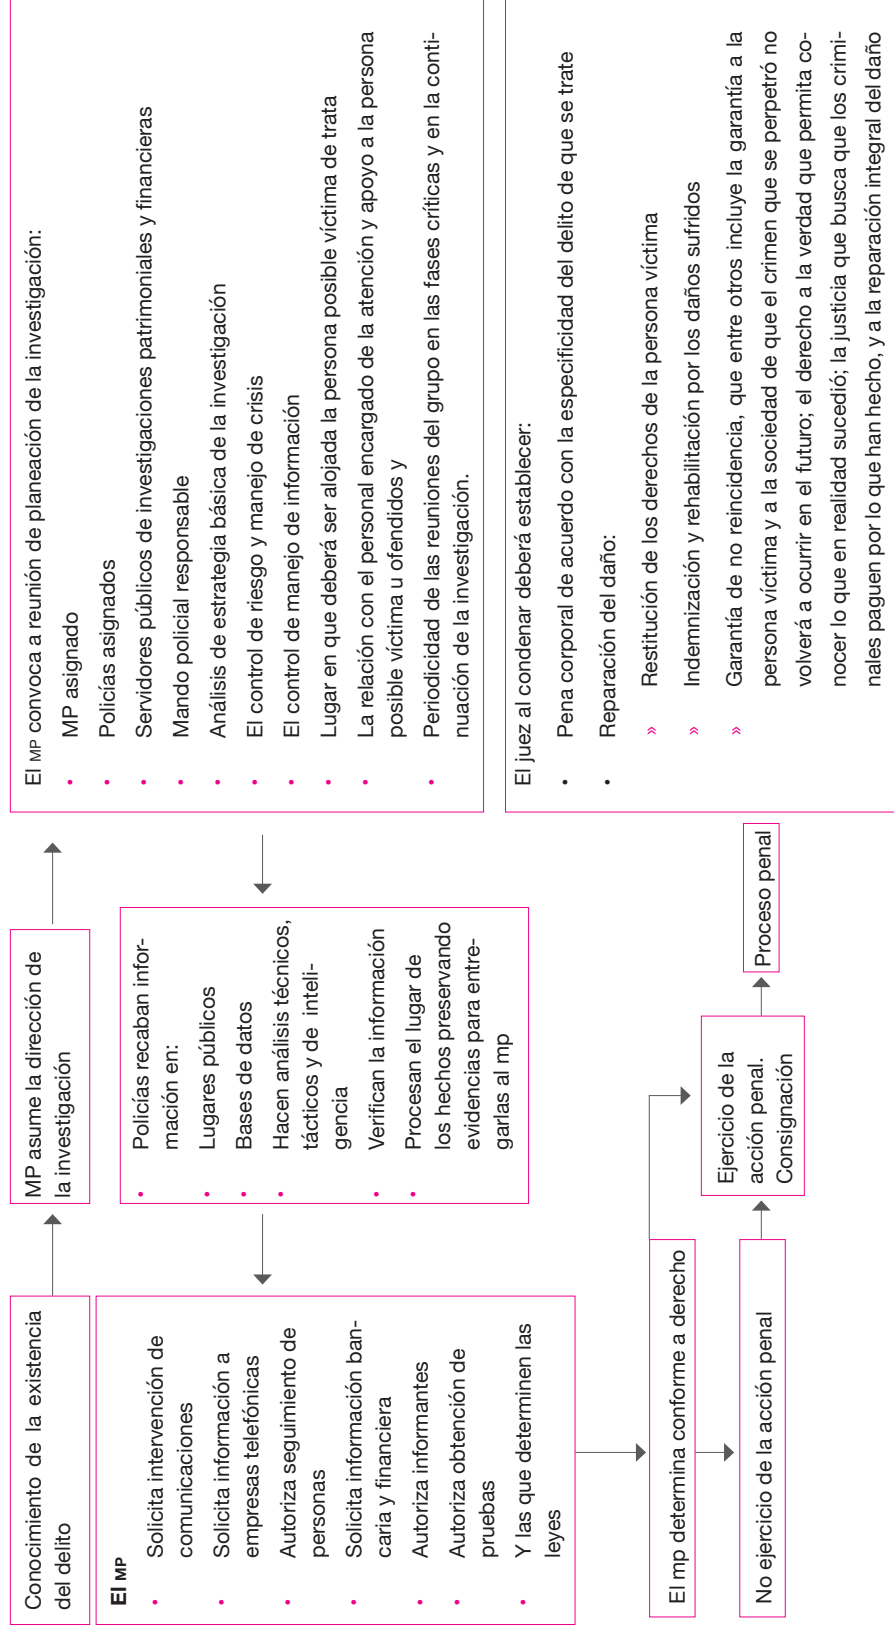 Conocimiento de la existencia
del delito
MP asume la dirección de
la investigación
El MP convoca a reunión de planeación de la investigación:
• MP asignado
• Policías asignados
• Servidores públicos de investigaciones patrimoniales y financieras
• Mando policial responsable
• Análisis de estrategia básica de la investigación
• El control de riesgo y manejo de crisis
• El control de manejo de información
• Lugar en que deberá ser alojada la persona posible víctima de trata
• La relación con el personal encargado de la atención y apoyo a la persona
posible víctima u ofendidos y
• Periodicidad de las reuniones del grupo en las fases críticas y en la conti-
nuación de la investigación.
• Policías recaban infor-
mación en:
• Lugares públicos
• Bases de datos
• Hacen análisis técnicos,
tácticos y de inteli-
gencia
• Verifican la información
• Procesan el lugar de
los hechos preservando
evidencias para entre-
garlas al mp
El MP
• Solicita intervención de
comunicaciones
• Solicita información a
empresas telefónicas
• Autoriza seguimiento de
personas
• Solicita información ban-
caria y financiera
• Autoriza informantes
• Autoriza obtención de
pruebas
• Y las que determinen las
leyes
El mp determina conforme a derecho
No ejercicio de la acción penal
Ejercicio de la
acción penal.
Consignación
Proceso penal
El juez al condenar deberá establecer:
• Pena corporal de acuerdo con la especificidad del delito de que se trate
• Reparación del daño:
» Restitución de los derechos de la persona víctima
» Indemnización y rehabilitación por los daños sufridos
» Garantía de no reincidencia, que entre otros incluye la garantía a la
persona víctima y a la sociedad de que el crimen que se perpetró no
volverá a ocurrir en el futuro; el derecho a la verdad que permita co-
nocer lo que en realidad sucedió; la justicia que busca que los crimi-
nales paguen por lo que han hecho, y a la reparación integral del daño